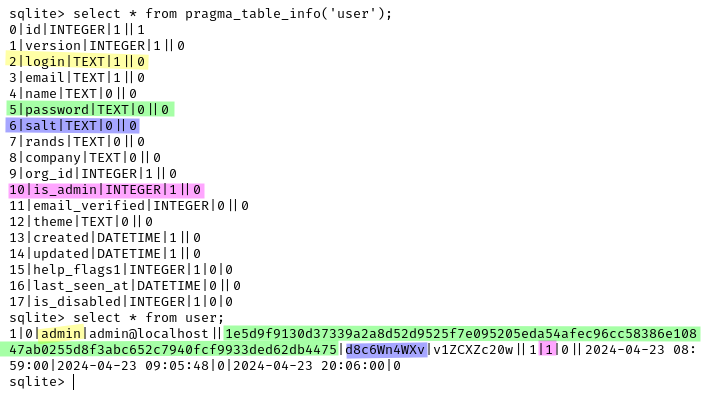 sqlite> select * from pragma_table_info('user');
0|id|INTEGER|1||1
1|version|INTEGER|1||0
2|login|TEXT|1||0
3|email|TEXT|1||0
4|name|TEXT|0||0
5|password|TEXT|0||0
6|salt|TEXT|0||0
7|rands|TEXT|0||0
8|company|TEXT|0||0
9|org_id|INTEGER|1||0
10|is_admin|INTEGER|1||0
11|email_verified|INTEGER|0||0
12|theme|TEXT|0||0
13|created|DATETIME|1||0
14|updated|DATETIME|1||0
15|help_flags1|INTEGER|1|0|0
16|last_seen_at|DATETIME|0||0
17|is_disabled|INTEGER|1|0|0
sqlite> select * from user;
1|0|admin|admin@localhost||1e5d9f9130d37339a2a8d52d9525f7e095205eda54afec96cc58386e108
47ab0255d8f3abc652c7940fcf9933ded62db4475|d8c6Wn4WXv|v1ZCXZc20w||1|1|0||2024-04-23 08:
59:00|2024-04-23 09:05:48|0|2024-04-23 20:06:00|0
sqlite>